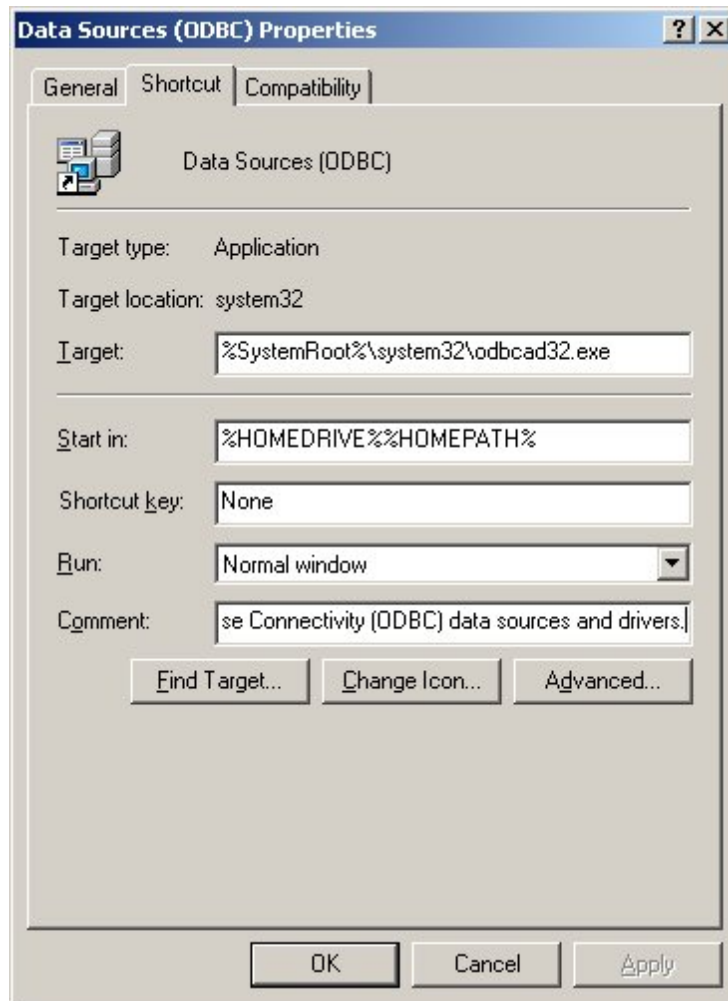 Data Sources (ODBC) Properties
General Shortcut Compatibility
Data Sources (ODBC)
Target type: Application
Target location: system32
Target: %SystemRoot%\system32\odbcad32.exe
Start in: %HOMEDRIVE%%HOMEPATH%
Shortcut key: None
Run: Normal window
Comment: se Connectivity (ODBC) data sources and drivers.
Find Target... Change Icon... Advanced...
OK Cancel Apply